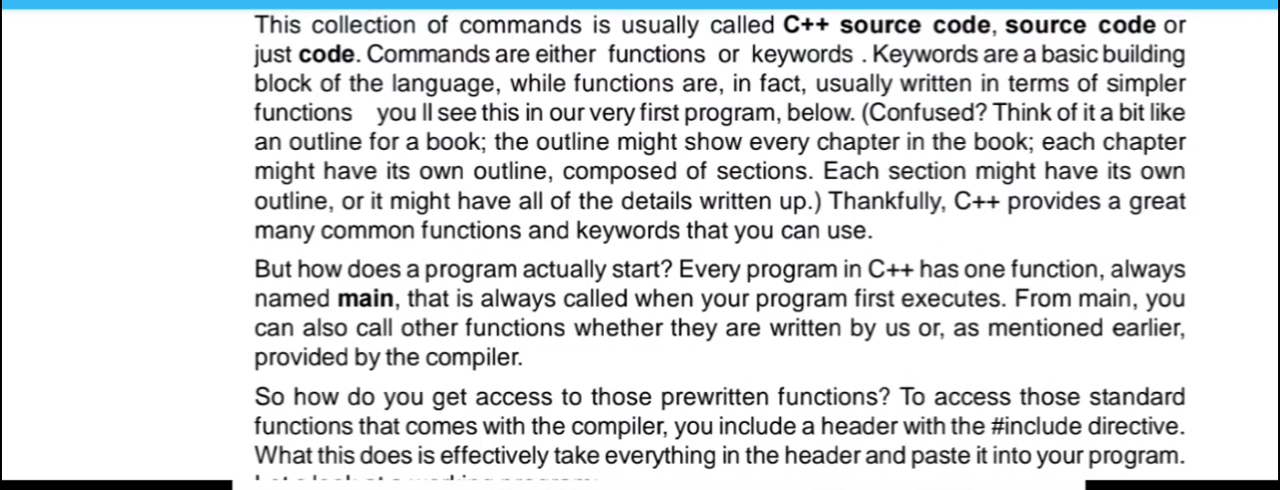 This collection of commands is usually called C++ source code, source code or
just code. Commands are either functions or keywords . Keywords are a basic building
block of the language, while functions are, in fact, usually written in terms of simpler
functions you ll see this in our very first program, below. (Confused? Think of it a bit like
an outline for a book; the outline might show every chapter in the book; each chapter
might have its own outline, composed of sections. Each section might have its own
outline, or it might have all of the details written up.) Thankfully, C++ provides a great
many common functions and keywords that you can use.
But how does a program actually start? Every program in C++ has one function, always
named main, that is always called when your program first executes. From main, you
can also call other functions whether they are written by us or, as mentioned earlier,
provided by the compiler.
So how do you get access to those prewritten functions? To access those standard
functions that comes with the compiler, you include a header with the #include directive.
What this does is effectively take everything in the header and paste it into your program.